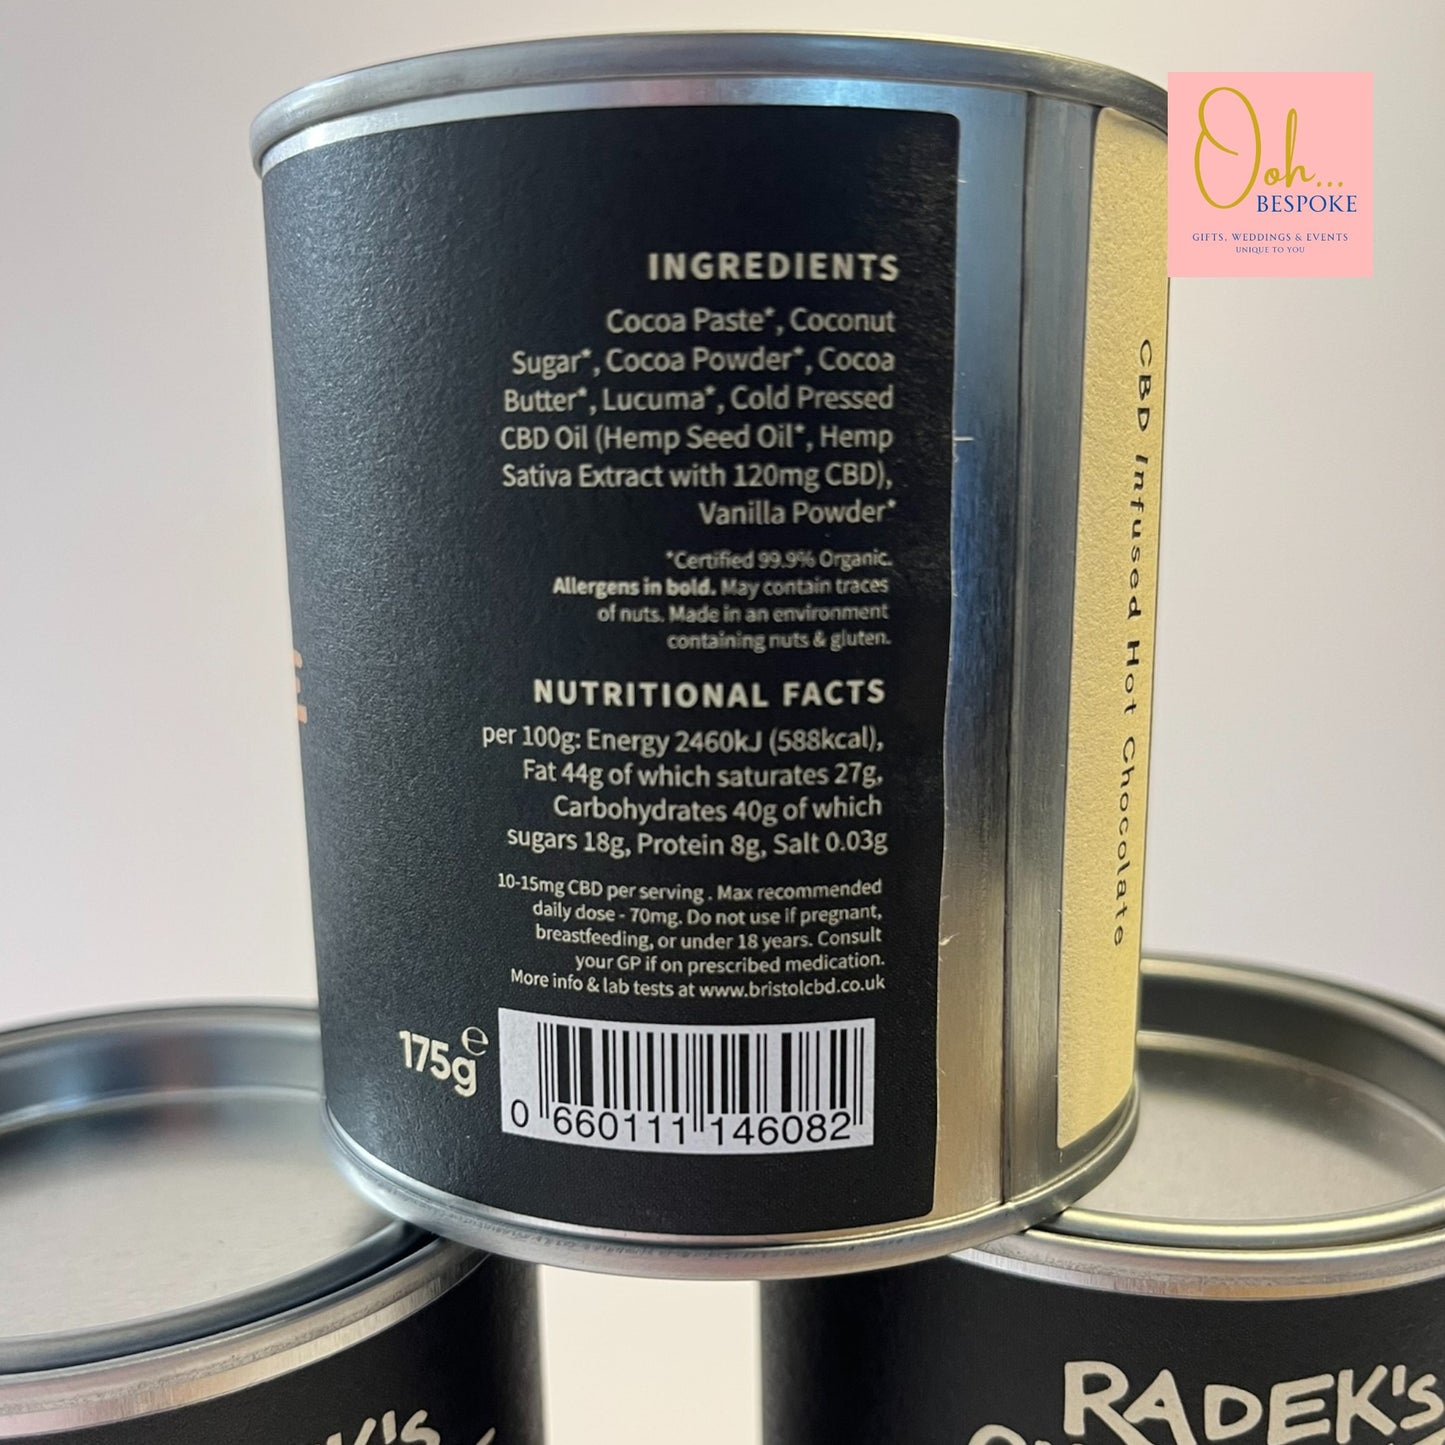 Ooh...
BESPOKE
GIFTS, WEDDINGS & EVENTS
UNIQUE TO YOU
INGREDIENTS
Cocoa Paste*, Coconut
Sugar*, Cocoa Powder*, Cocoa
Butter*, Lucuma*, Cold Pressed
CBD Oil (Hemp Seed Oil*, Hemp
Sativa Extract with 120mg CBD),
Vanilla Powder*
*Certified 99.9% Organic.
Allergens in bold. May contain traces
of nuts. Made in an environment
containing nuts & gluten.
NUTRITIONAL FACTS
per 100g: Energy 2460kJ (588kcal),
Fat 44g of which saturates 27g,
Carbohydrates 40g of which
sugars 18g, Protein 8g, Salt 0.03g
10-15mg CBD per serving . Max recommended
daily dose - 70mg. Do not use if pregnant,
breastfeeding, or under 18 years. Consult
your GP if on prescribed medication.
More info & lab tests at www.bristolcbd.co.uk
175g℮
0 660111 146082
CBD Infused Hot Chocolate
RADEK'S